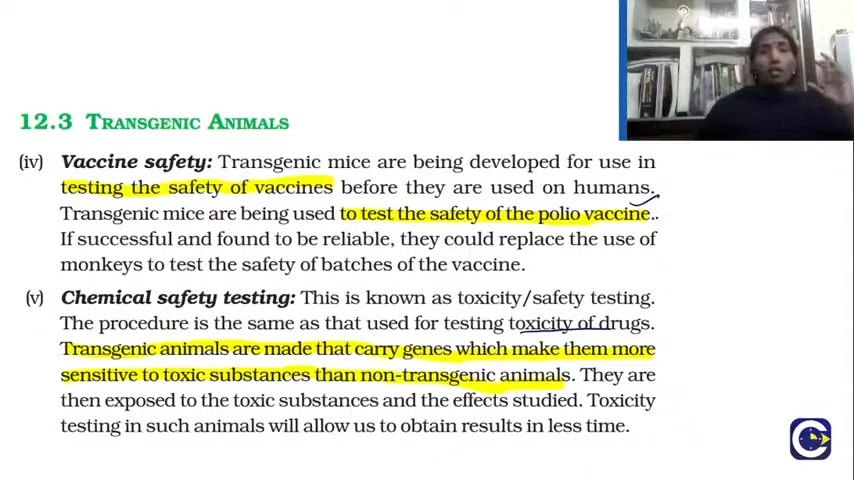 12.3 TRANSGENIC ANIMALS
(iv) Vaccine safety: Transgenic mice are being developed for use in
testing the safety of vaccines before they are used on humans.
Transgenic mice are being used to test the safety of the polio vaccine..
If successful and found to be reliable, they could replace the use of
monkeys to test the safety of batches of the vaccine.
(v) Chemical safety testing: This is known as toxicity/safety testing.
The procedure is the same as that used for testing toxicity of drugs.
Transgenic animals are made that carry genes which make them more
sensitive to toxic substances than non-transgenic animals. They are
then exposed to the toxic substances and the effects studied. Toxicity
testing in such animals will allow us to obtain results in less time.